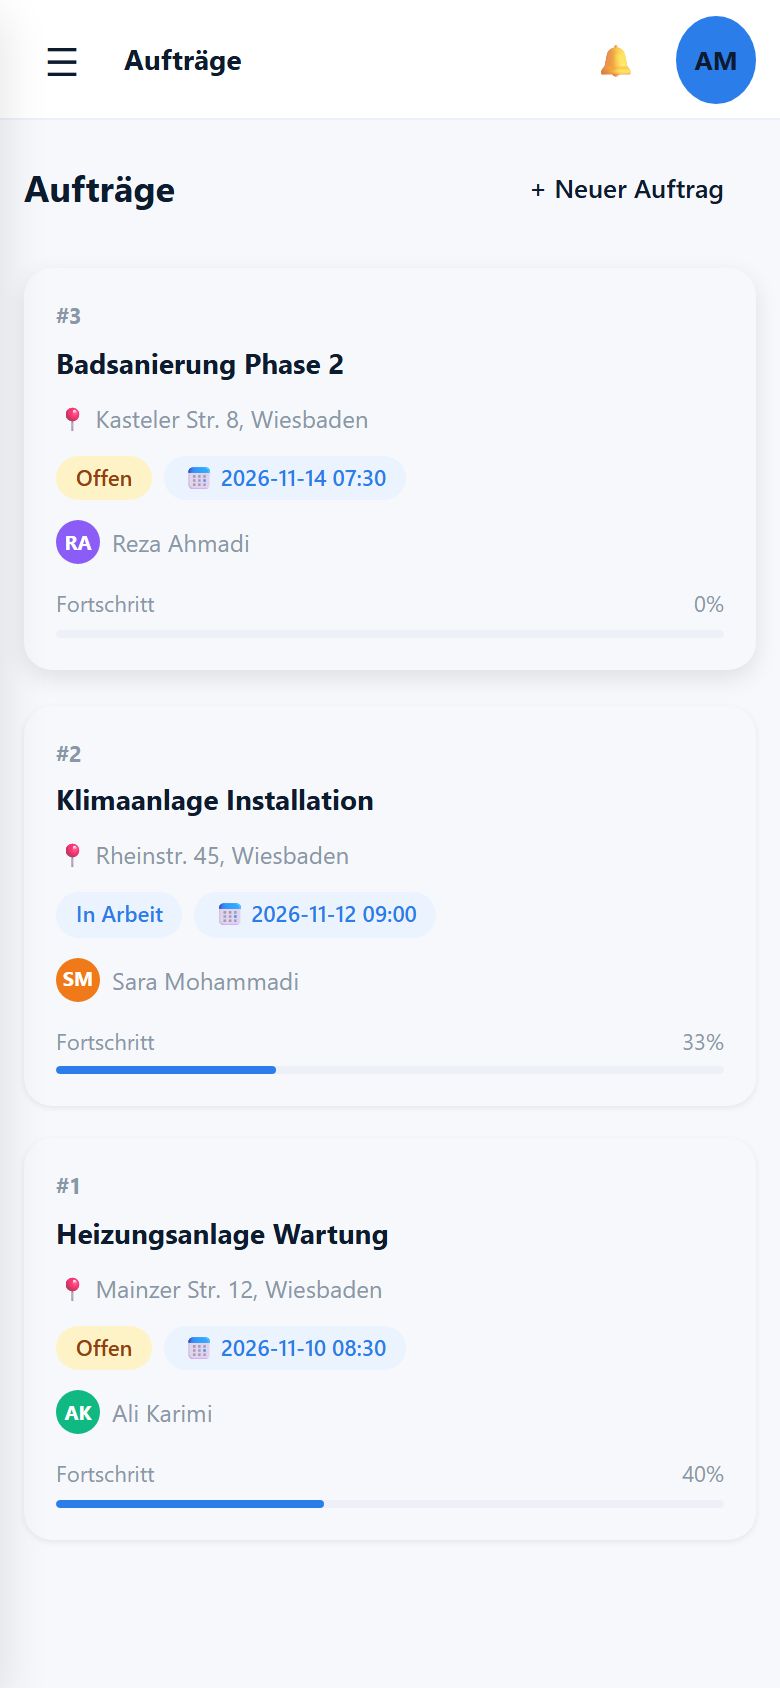 Aufträge
AM
Aufträge
+ Neuer Auftrag
#3
Badsanierung Phase 2
Kasteler Str. 8, Wiesbaden
Offen
2026-11-14 07:30
RA
Reza Ahmadi
Fortschritt
0%
#2
Klimaanlage Installation
Rheinstr. 45, Wiesbaden
In Arbeit
2026-11-12 09:00
SM
Sara Mohammadi
Fortschritt
33%
#1
Heizungsanlage Wartung
Mainzer Str. 12, Wiesbaden
Offen
2026-11-10 08:30
AK
Ali Karimi
Fortschritt
40%